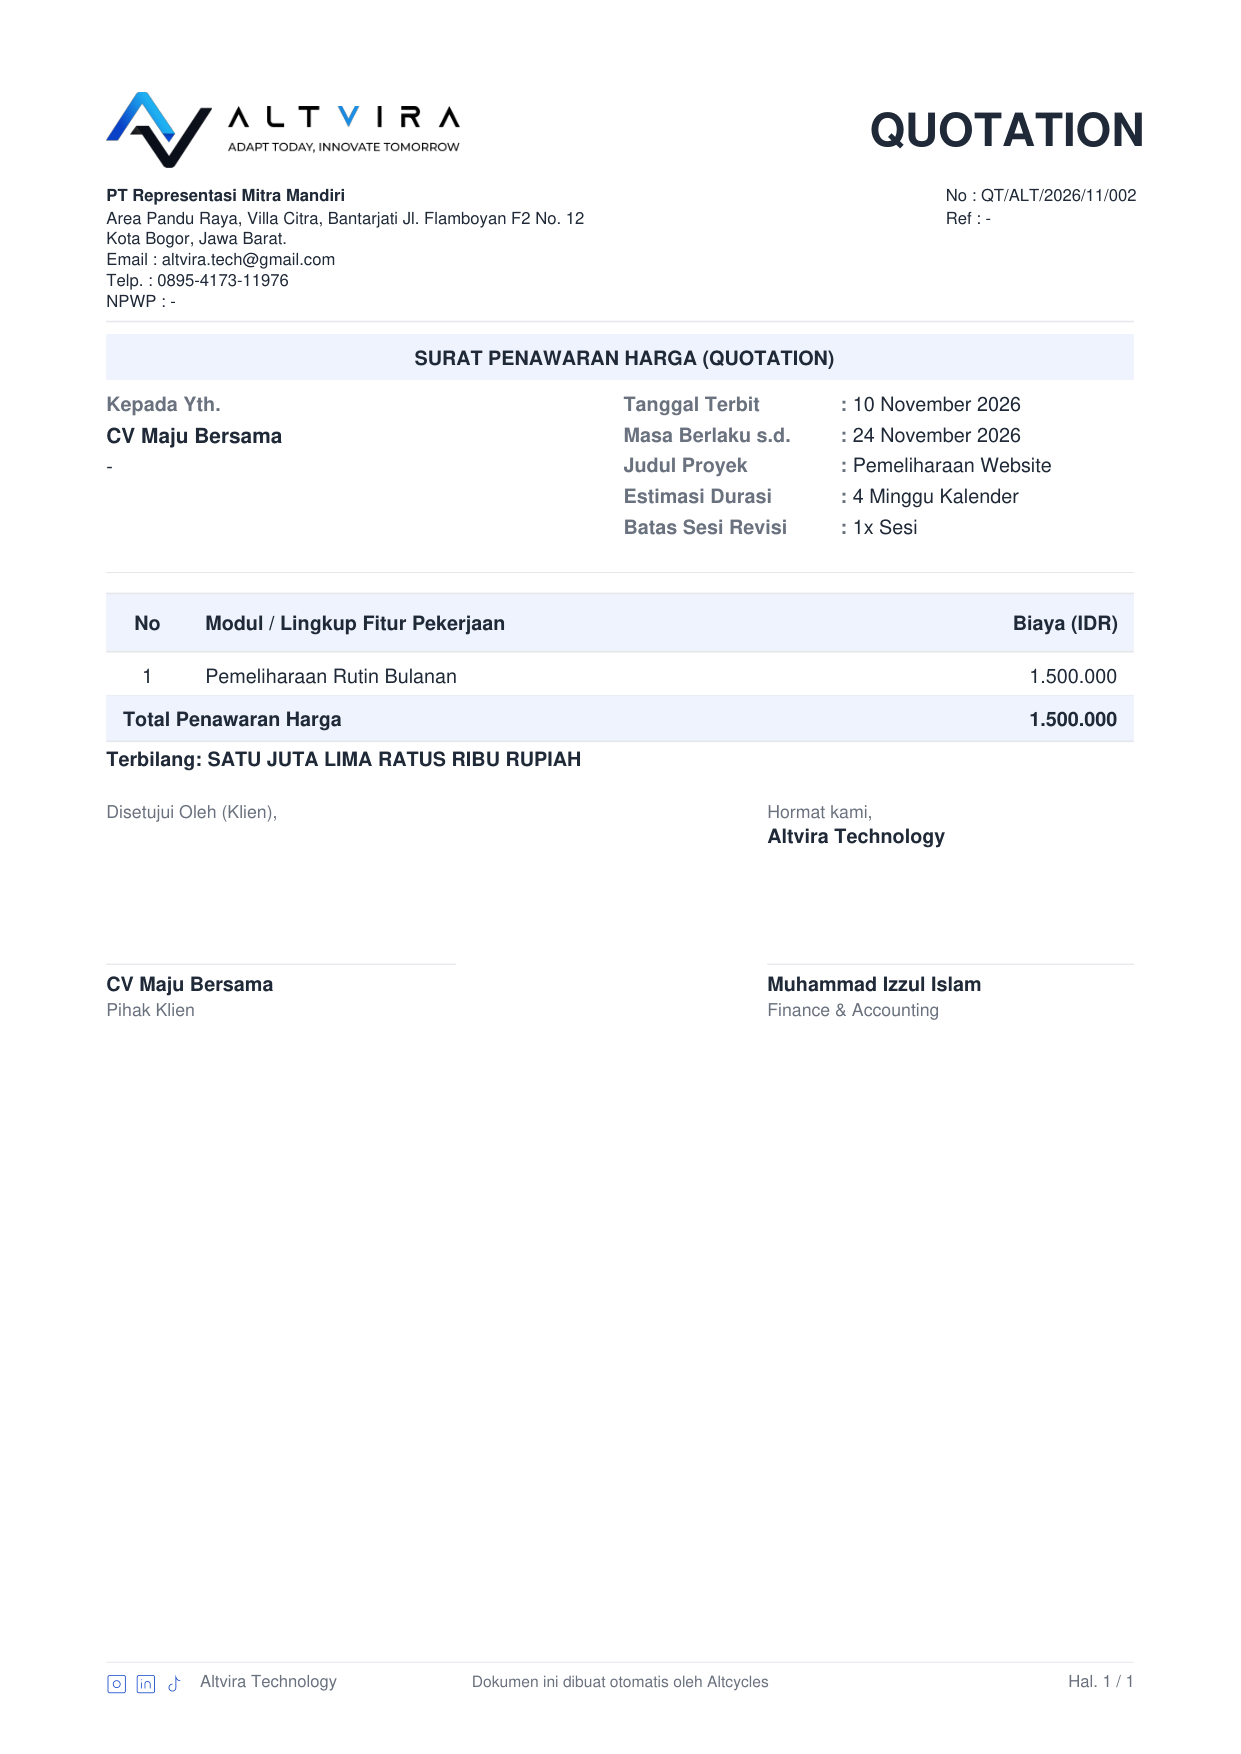 ALTVIRA
ADAPT TODAY, INNOVATE TOMORROW
QUOTATION
PT Representasi Mitra Mandiri
Area Pandu Raya, Villa Citra, Bantarjati Jl. Flamboyan F2 No. 12
Kota Bogor, Jawa Barat.
Email : altvira.tech@gmail.com
Telp. : 0895-4173-11976
NPWP : -
No : QT/ALT/2026/11/002
Ref : -
SURAT PENAWARAN HARGA (QUOTATION)
Kepada Yth.
CV Maju Bersama
-
Tanggal Terbit : 10 November 2026
Masa Berlaku s.d. : 24 November 2026
Judul Proyek : Pemeliharaan Website
Estimasi Durasi : 4 Minggu Kalender
Batas Sesi Revisi : 1x Sesi
No Modul / Lingkup Fitur Pekerjaan Biaya (IDR)
1 Pemeliharaan Rutin Bulanan 1.500.000
Total Penawaran Harga 1.500.000
Terbilang: SATU JUTA LIMA RATUS RIBU RUPIAH
Disetujui Oleh (Klien),
CV Maju Bersama
Pihak Klien
Hormat kami,
Altvira Technology
Muhammad Izzul Islam
Finance & Accounting
in Altvira Technology Dokumen ini dibuat otomatis oleh Altcycles Hal. 1 / 1